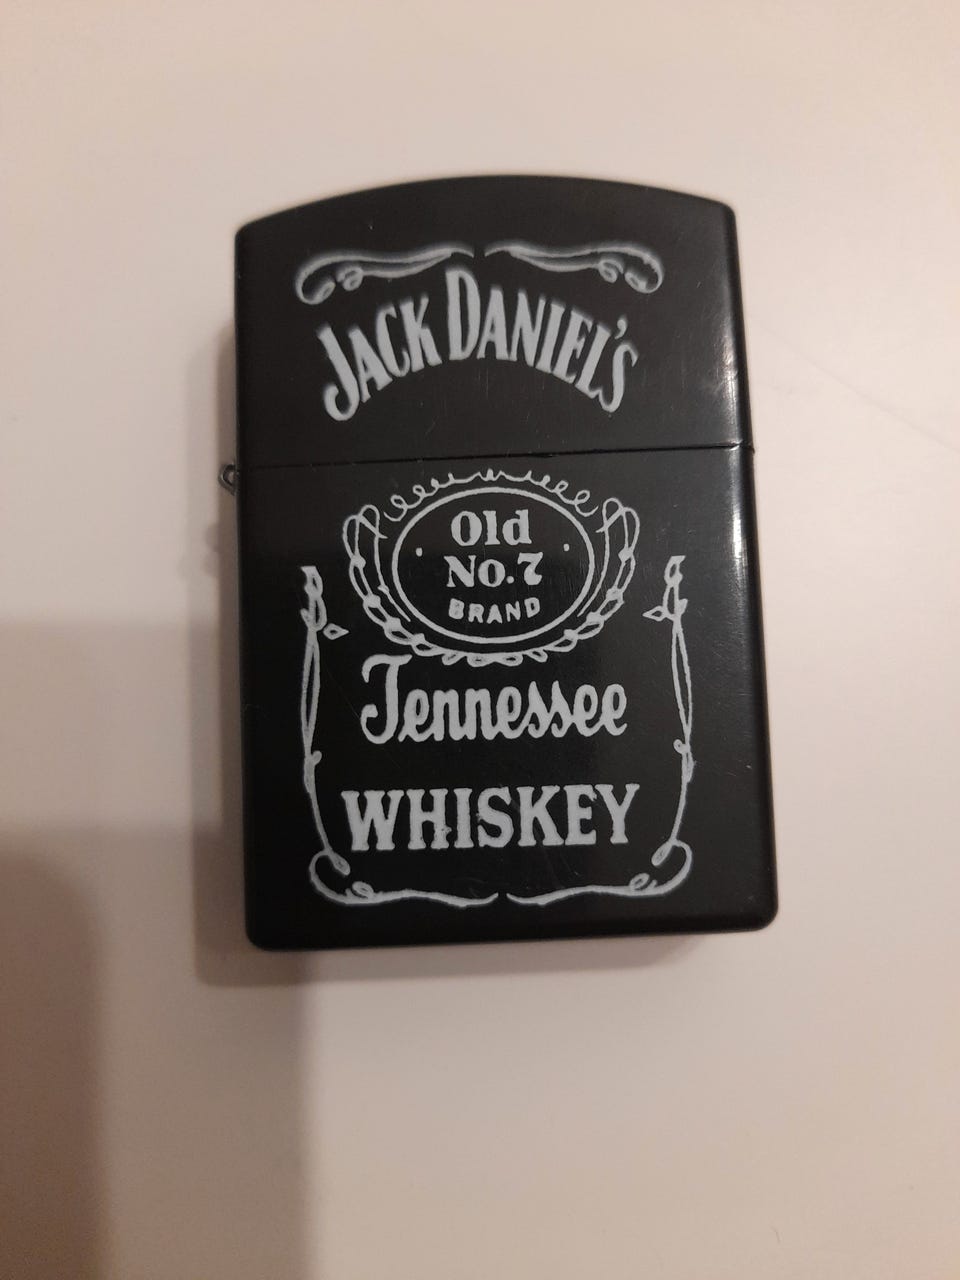 JACK DANIEL'S
Old
No.7
BRAND
Tennessee
WHISKEY